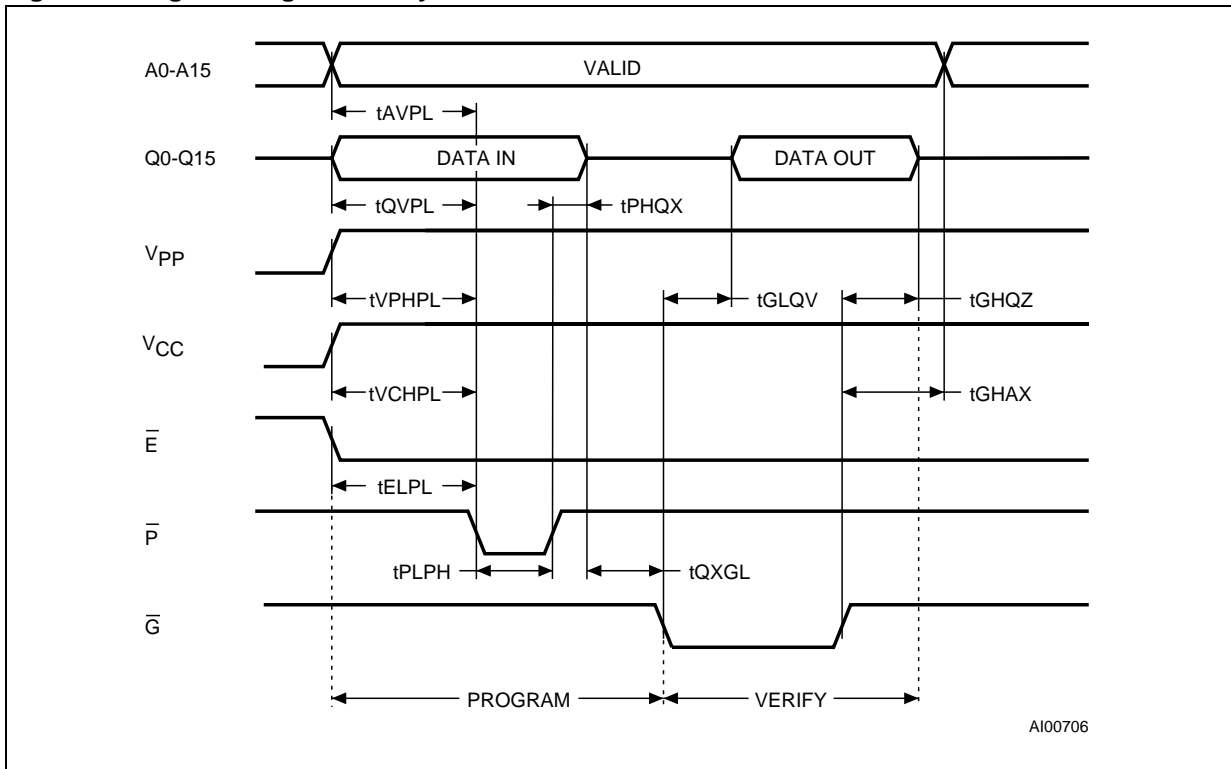 A0-A15
VALID
tAVPL
Q0-Q15
DATA IN
DATA OUT
tQVPL
tPHQX
VPP
tVPHPL
tGLQV
tGHQZ
VCC
tVCHPL
tGHAX
E̅
tELPL
P̅
tPLPH
tQXGL
G̅
PROGRAM
VERIFY
AI00706